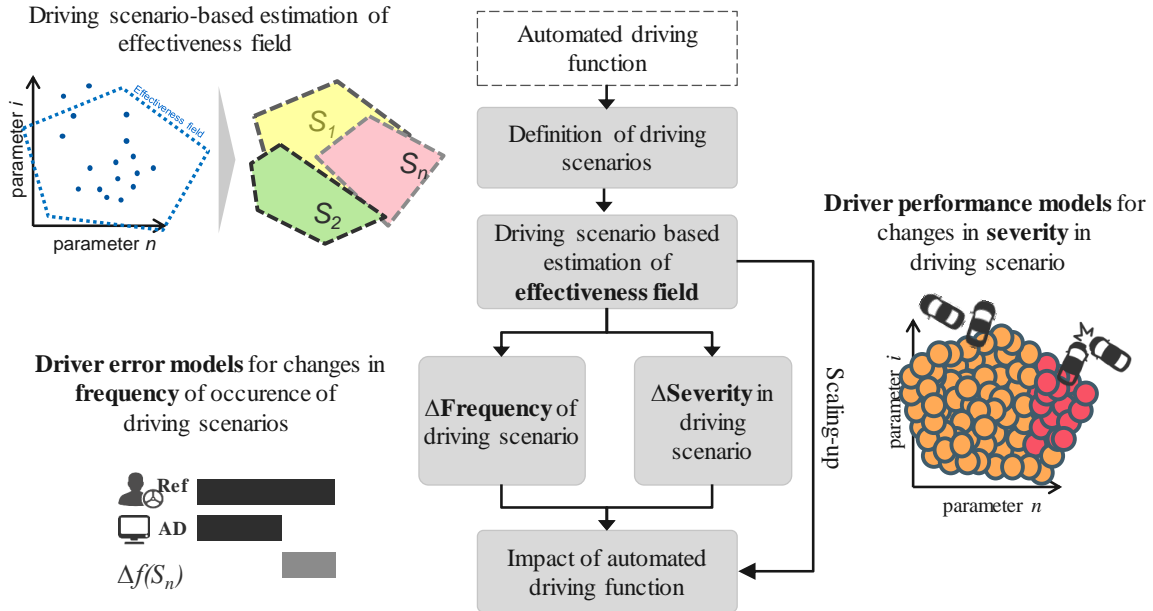 Driving scenario-based estimation of
effectiveness field
parameter i
Effectiveness field
parameter n
S1
Sn
S2
Automated driving
function
Definition of driving
scenarios
Driving scenario based
estimation of
effectiveness field
ΔFrequency of
driving scenario
ΔSeverity in
driving
scenario
Scaling-up
Impact of automated
driving function
Driver error models for changes in
frequency of occurence of
driving scenarios
Ref
AD
Δf(Sn)
Driver performance models for
changes in severity in
driving scenario
parameter i
parameter n